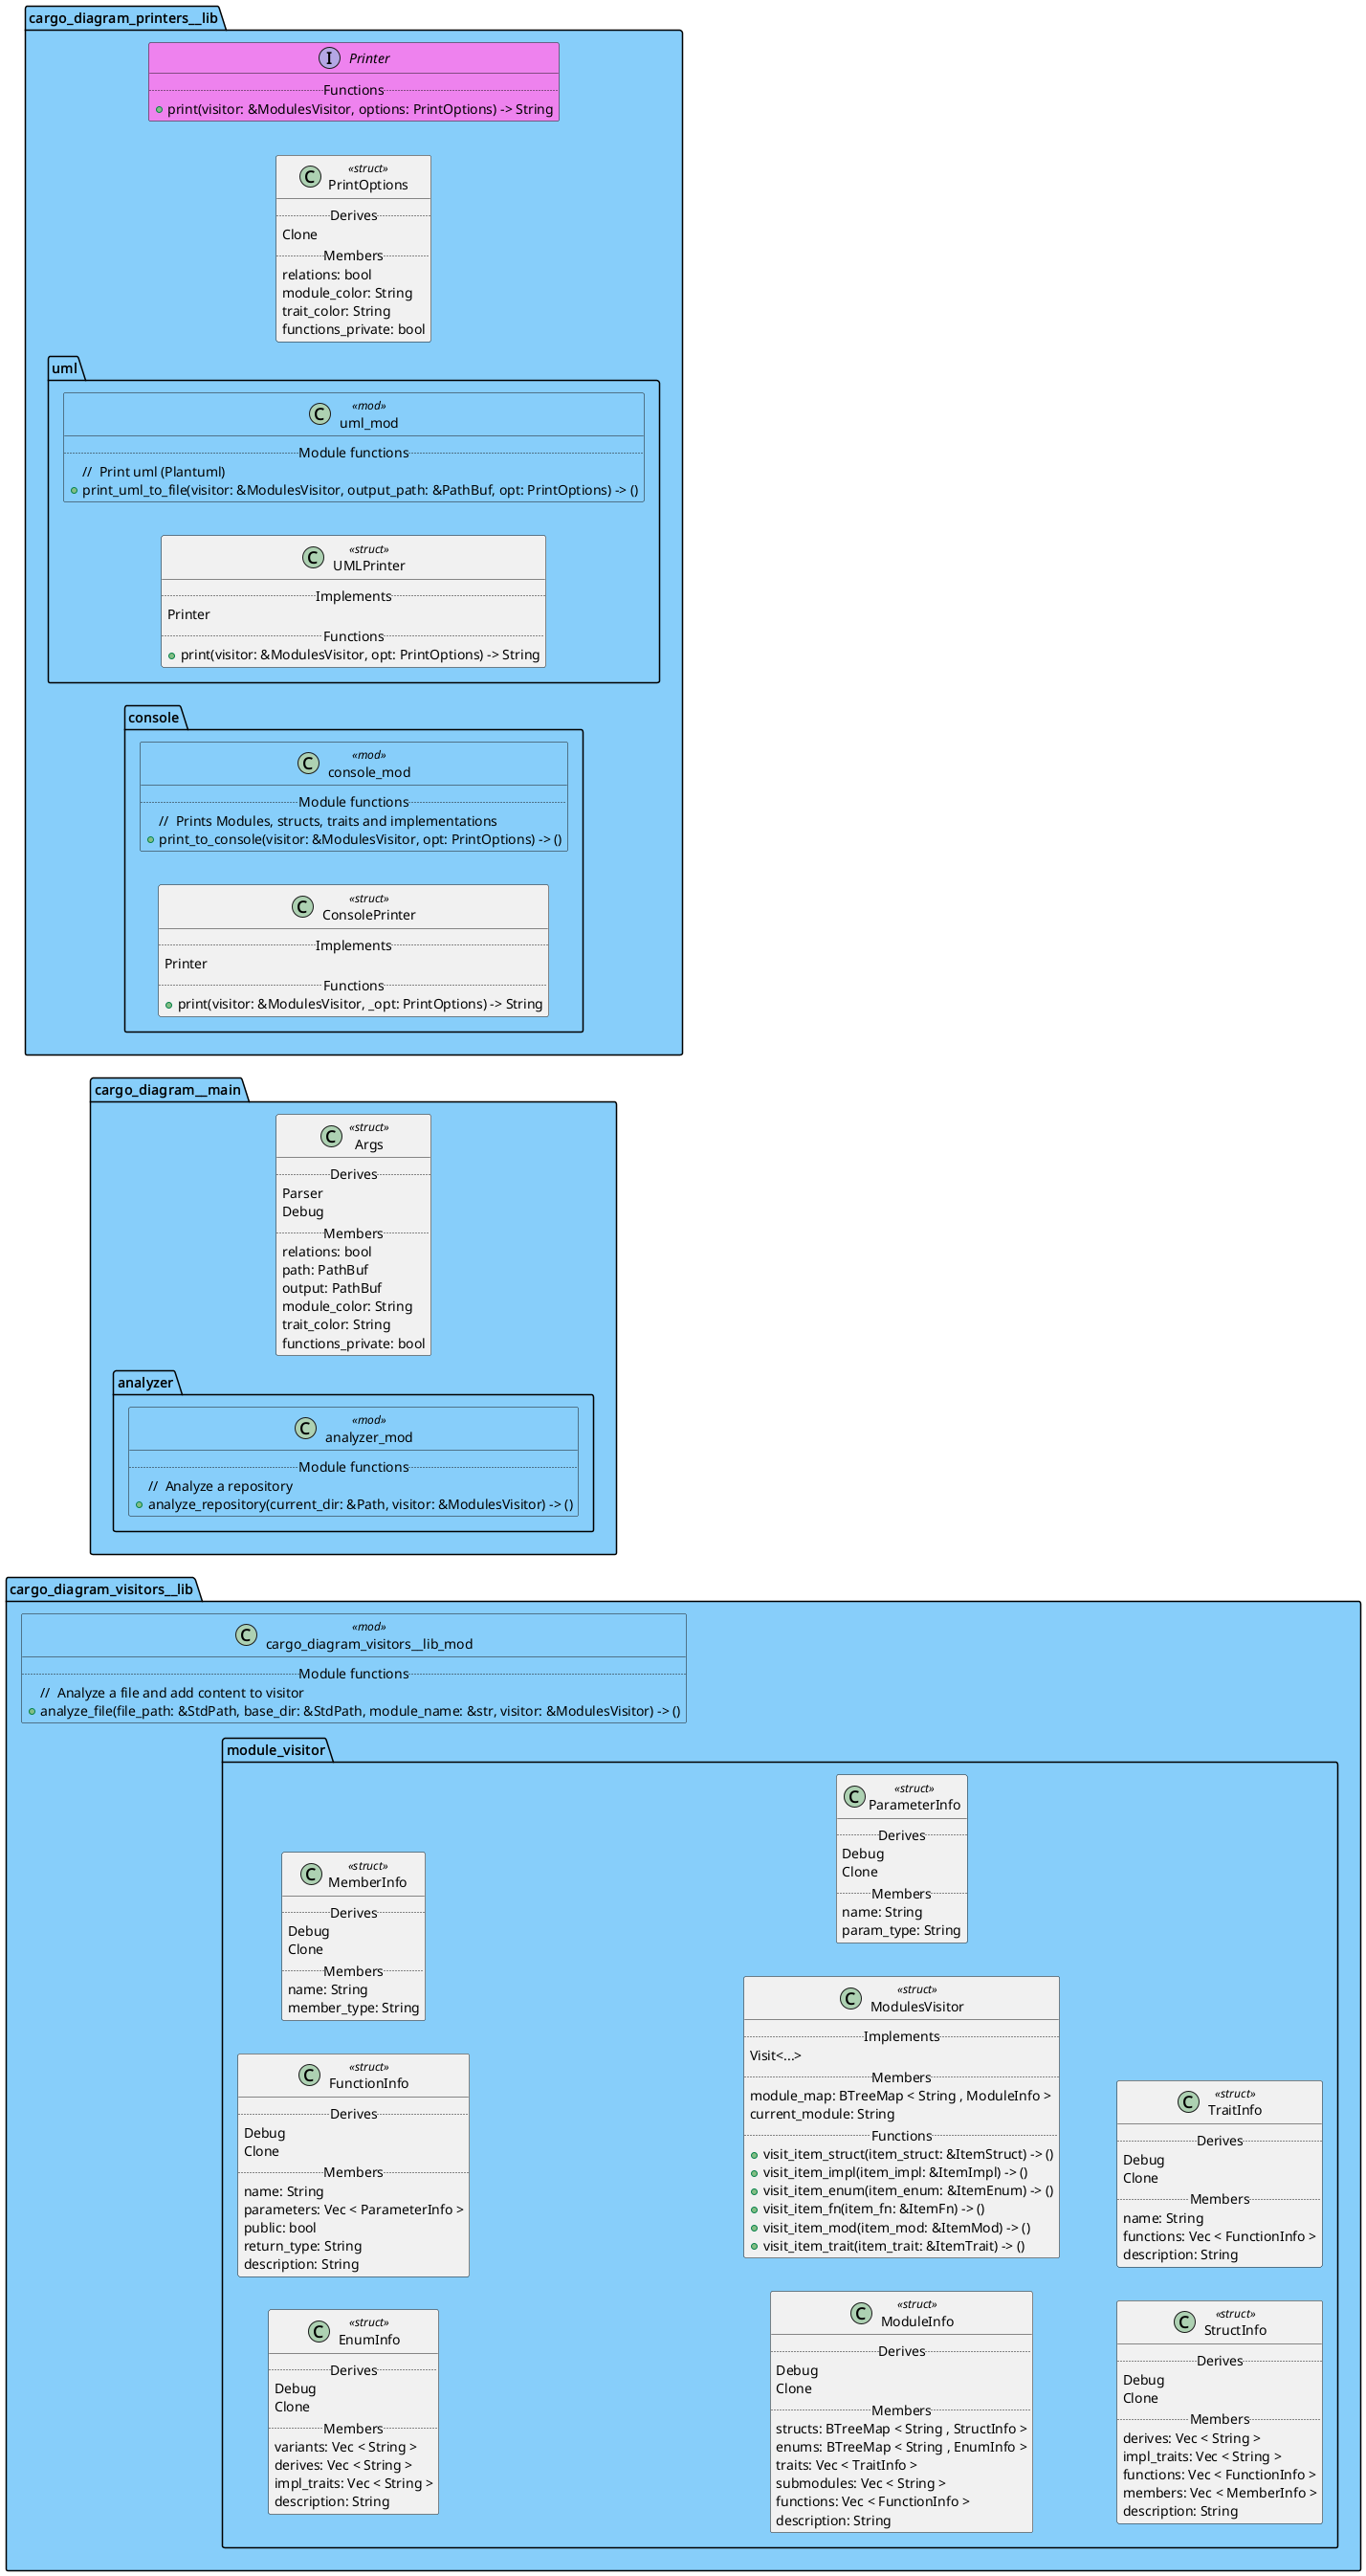 cargo_diagram_printers__lib
I Printer
Functions
print(visitor: &ModulesVisitor, options: PrintOptions) -> String
C «struct»
PrintOptions
Derives
Clone
Members
relations: bool
module_color: String
trait_color: String
functions_private: bool
uml
C «mod»
uml_mod
Module functions
//  Print uml (Plantuml)
print_uml_to_file(visitor: &ModulesVisitor, output_path: &PathBuf, opt: PrintOptions) -> ()
C «struct»
UMLPrinter
Implements
Printer
Functions
print(visitor: &ModulesVisitor, opt: PrintOptions) -> String
console
C «mod»
console_mod
Module functions
//  Prints Modules, structs, traits and implementations
print_to_console(visitor: &ModulesVisitor, opt: PrintOptions) -> ()
C «struct»
ConsolePrinter
Implements
Printer
Functions
print(visitor: &ModulesVisitor, _opt: PrintOptions) -> String
cargo_diagram__main
C «struct»
Args
Derives
Parser
Debug
Members
relations: bool
path: PathBuf
output: PathBuf
module_color: String
trait_color: String
functions_private: bool
analyzer
C «mod»
analyzer_mod
Module functions
//  Analyze a repository
analyze_repository(current_dir: &Path, visitor: &ModulesVisitor) -> ()
cargo_diagram_visitors__lib
C «mod»
cargo_diagram_visitors__lib_mod
Module functions
//  Analyze a file and add content to visitor
analyze_file(file_path: &StdPath, base_dir: &StdPath, module_name: &str, visitor: &ModulesVisitor) -> ()
module_visitor
C «struct»
MemberInfo
Derives
Debug
Clone
Members
name: String
member_type: String
C «struct»
FunctionInfo
Derives
Debug
Clone
Members
name: String
parameters: Vec < ParameterInfo >
public: bool
return_type: String
description: String
C «struct»
EnumInfo
Derives
Debug
Clone
Members
variants: Vec < String >
derives: Vec < String >
impl_traits: Vec < String >
description: String
C «struct»
ParameterInfo
Derives
Debug
Clone
Members
name: String
param_type: String
C «struct»
ModulesVisitor
Implements
Visit<...>
Members
module_map: BTreeMap < String , ModuleInfo >
current_module: String
Functions
visit_item_struct(item_struct: &ItemStruct) -> ()
visit_item_impl(item_impl: &ItemImpl) -> ()
visit_item_enum(item_enum: &ItemEnum) -> ()
visit_item_fn(item_fn: &ItemFn) -> ()
visit_item_mod(item_mod: &ItemMod) -> ()
visit_item_trait(item_trait: &ItemTrait) -> ()
C «struct»
ModuleInfo
Derives
Debug
Clone
Members
structs: BTreeMap < String , StructInfo >
enums: BTreeMap < String , EnumInfo >
traits: Vec < TraitInfo >
submodules: Vec < String >
functions: Vec < FunctionInfo >
description: String
C «struct»
TraitInfo
Derives
Debug
Clone
Members
name: String
functions: Vec < FunctionInfo >
description: String
C «struct»
StructInfo
Derives
Debug
Clone
Members
derives: Vec < String >
impl_traits: Vec < String >
functions: Vec < FunctionInfo >
members: Vec < MemberInfo >
description: String